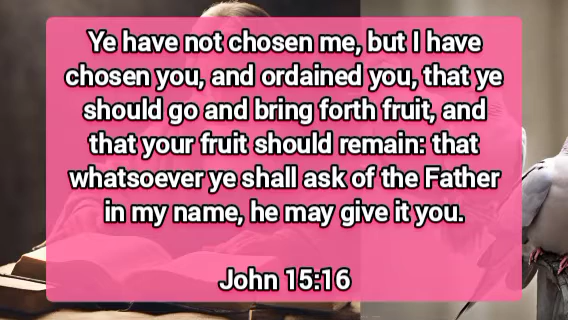 Ye have not chosen me, but I have
chosen you, and ordained you, that ye
should go and bring forth fruit, and
that your fruit should remain: that
whatsoever ye shall ask of the Father
in my name, he may give it you.
John 15:16